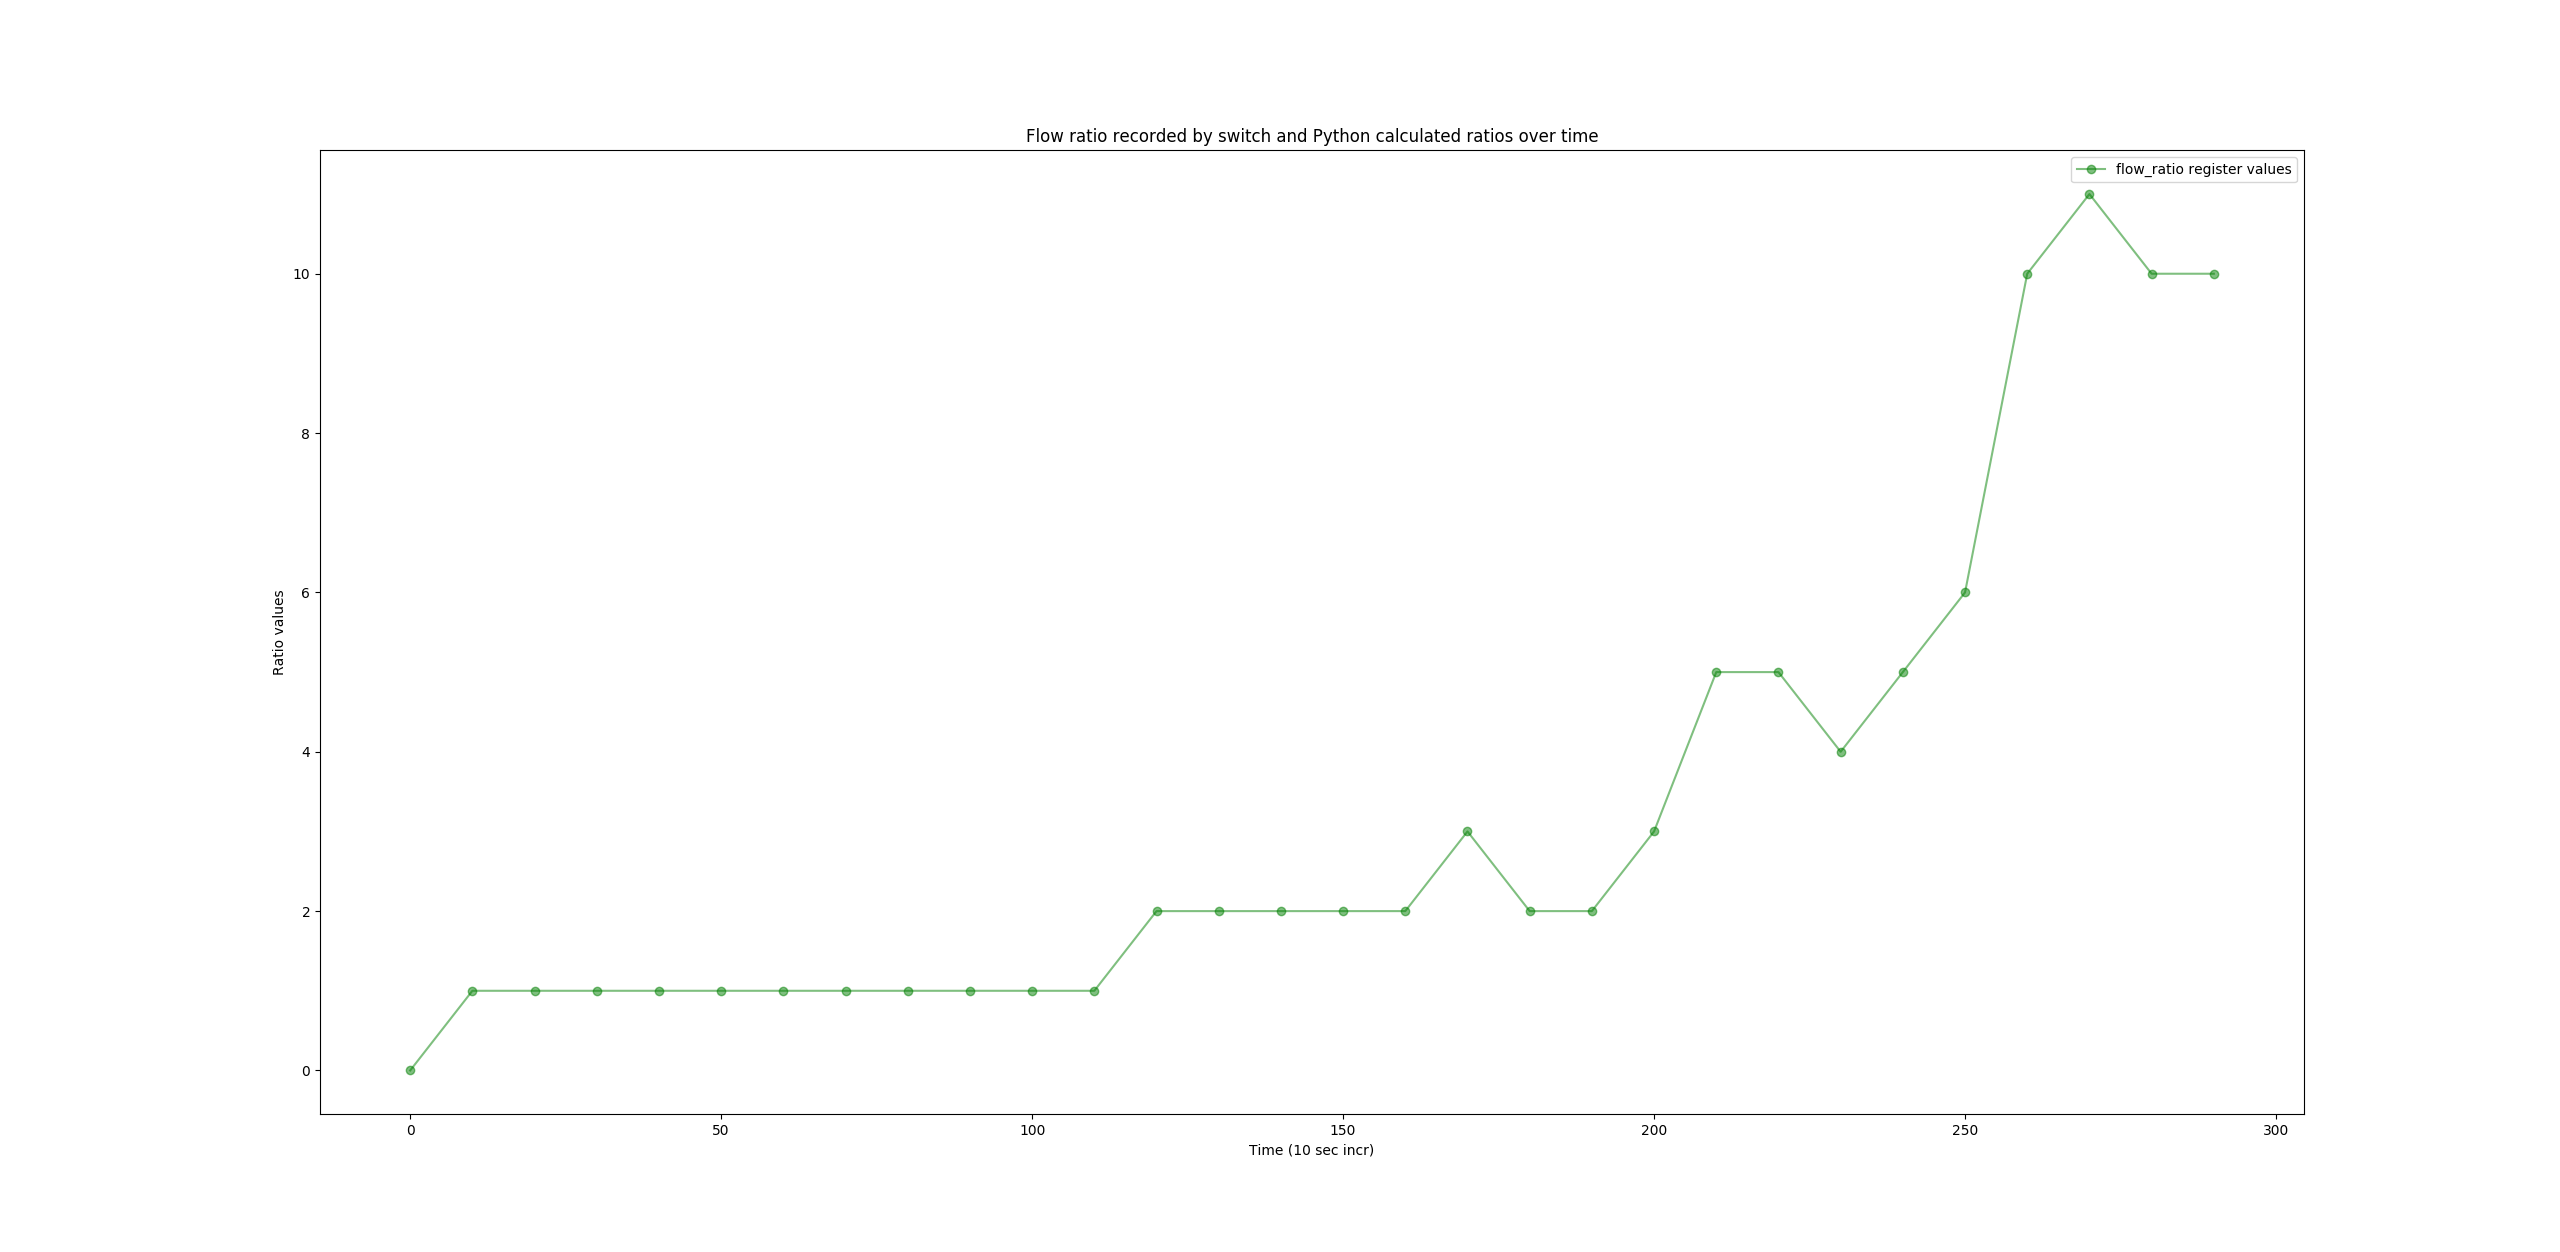 Flow ratio recorded by switch and Python calculated ratios over time
flow_ratio register values
10
8
6
4
2
0
Ratio values
0 50 100 150 200 250 300
Time (10 sec incr)